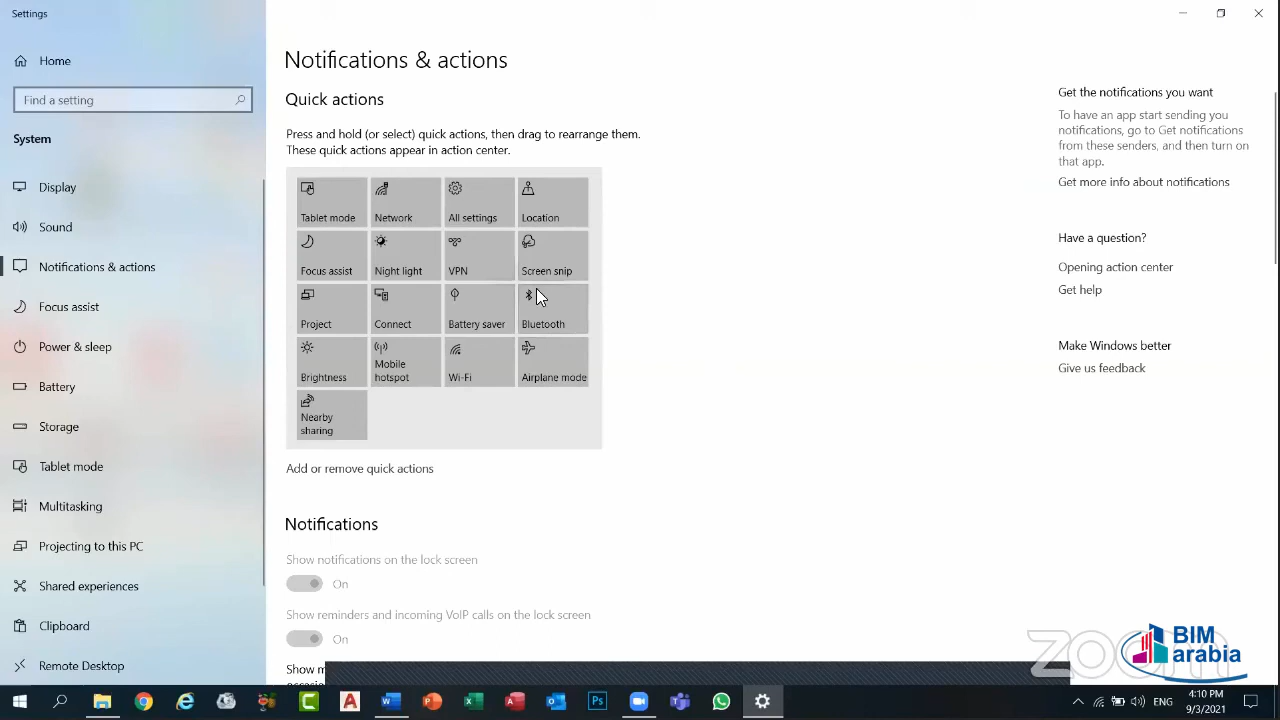 Settings
Home
Find a setting
System
Display
Sound
Notifications & actions
Focus assist
Power & sleep
Battery
Storage
Tablet mode
Multitasking
Projecting to this PC
Shared experiences
Clipboard
Remote Desktop
Notifications & actions
Quick actions
Press and hold (or select) quick actions, then drag to rearrange them.
These quick actions appear in action center.
Tablet mode
Network
All settings
Location
Focus assist
Night light
VPN
Screen snip
Project
Connect
Battery saver
Bluetooth
Brightness
Mobile
hotspot
Wi-Fi
Airplane mode
Nearby
sharing
Add or remove quick actions
Notifications
Show notifications on the lock screen
On
Show reminders and incoming VoIP calls on the lock screen
On
Show
Get the notifications you want
To have an app start sending you
notifications, go to Get notifications
from these senders, and then turn on
that app.
Get more info about notifications
Have a question?
Opening action center
Get help
Make Windows better
Give us feedback
zoom
BIM
arabia
ENG
4:10 PM
9/3/2021